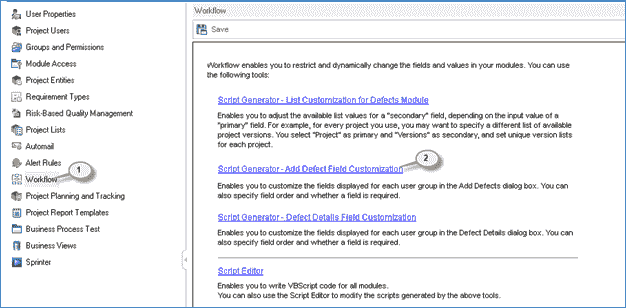 User Properties
Project Users
Groups and Permissions
Module Access
Project Entities
Requirement Types
Risk-Based Quality Management
Project Lists
Automail
Alert Rules
Workflow
1
Project Planning and Tracking
Project Report Templates
Business Process Test
Business Views
Sprinter
Workflow
Save
Workflow enables you to restrict and dynamically change the fields and values in your modules. You can use
the following tools:
Script Generator - List Customization for Defects Module
Enables you to adjust the available list values for a "secondary" field, depending on the input value of a
"primary" field. For example, for every project you use, you may want to specify a different list of available
project versions. You select "Project" as primary and "Versions" as secondary, and set unique version lists
for each project.
Script Generator - Add Defect Field Customization
2
Enables you to customize the fields displayed for each user group in the Add Defects dialog box. You can
also specify field order and whether a field is required.
Script Generator - Defect Details Field Customization
Enables you to customize the fields displayed for each user group in the Defect Details dialog box. You can
also specify field order and whether a field is required.
Script Editor
Enables you to write VBScript code for all modules.
You can also use the Script Editor to modify the scripts generated by the above tools.